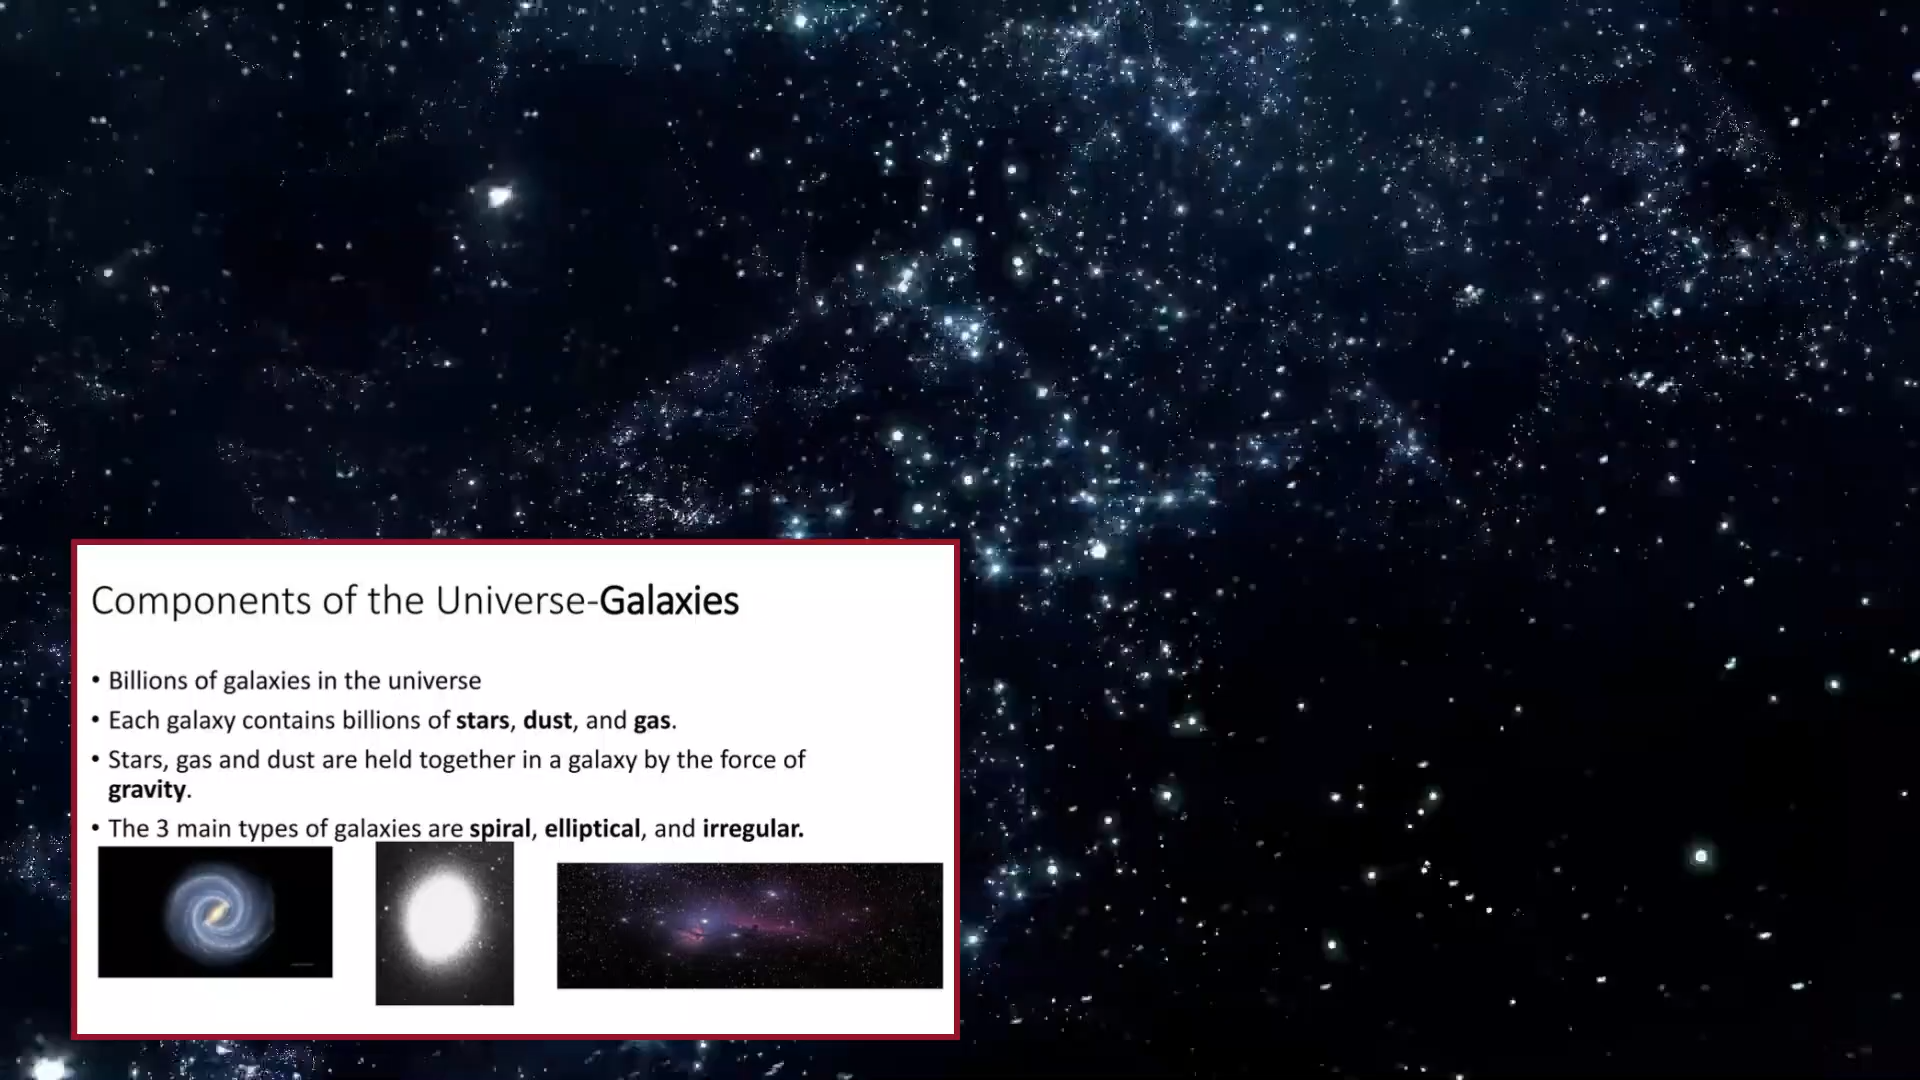 Components of the Universe-Galaxies
• Billions of galaxies in the universe
• Each galaxy contains billions of stars, dust, and gas.
• Stars, gas and dust are held together in a galaxy by the force of
gravity.
• The 3 main types of galaxies are spiral, elliptical, and irregular.